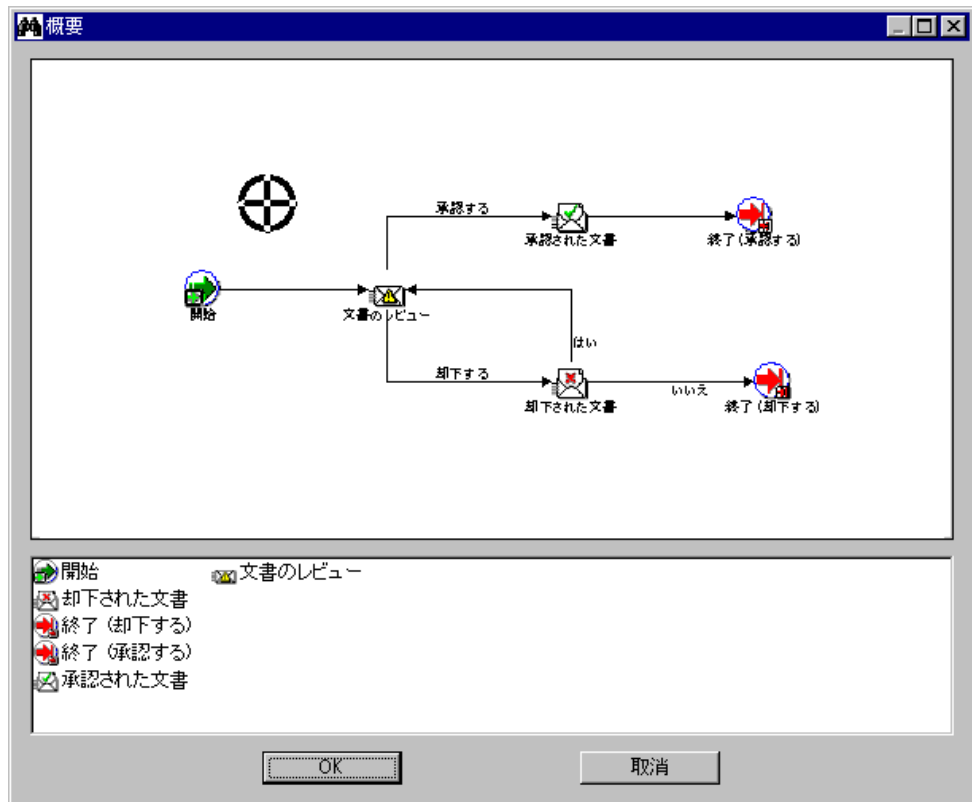 概要
承認する
承認された文書
終了 (承認する)
開始
文書のレビュー
はい
却下する
却下された文書
いいえ
終了 (却下する)
開始
文書のレビュー
却下された文書
終了 (却下する)
終了 (承認する)
承認された文書
OK
取消